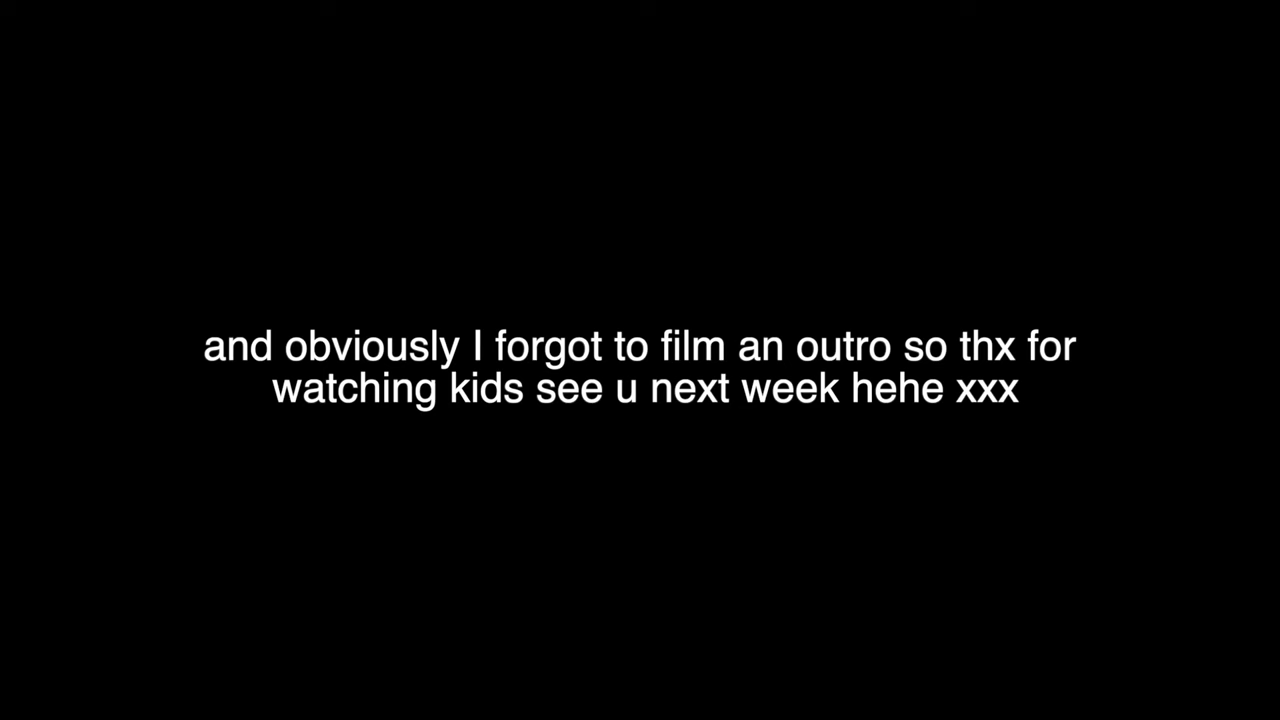 and obviously I forgot to film an outro so thx for
watching kids see u next week hehe xxx